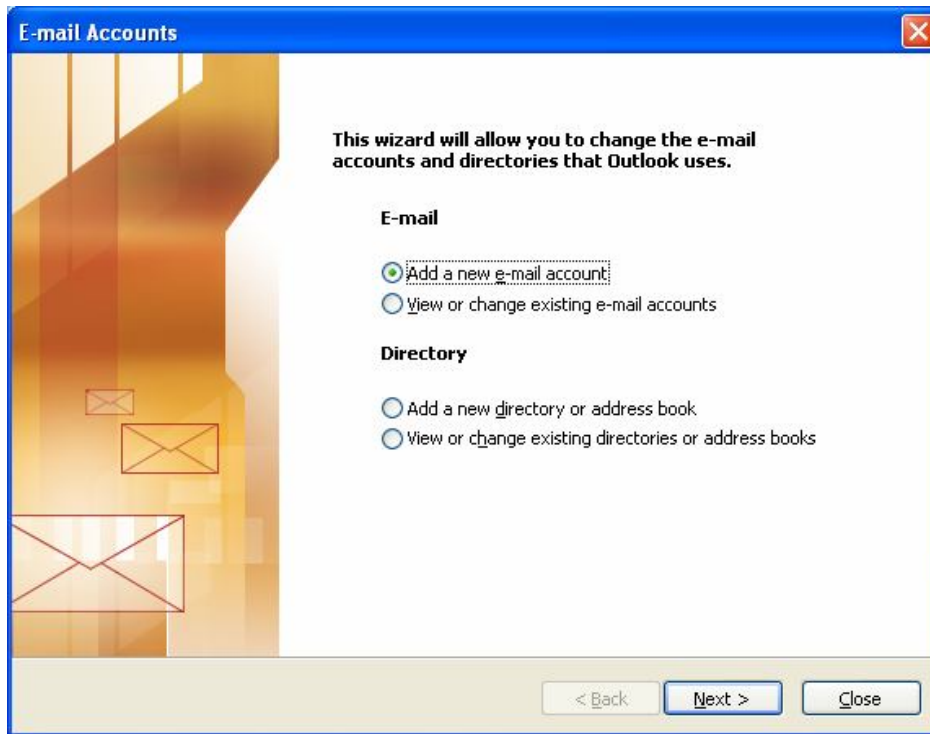 E-mail Accounts
This wizard will allow you to change the e-mail
accounts and directories that Outlook uses.
E-mail
Add a new e-mail account
View or change existing e-mail accounts
Directory
Add a new directory or address book
View or change existing directories or address books
< Back Next > Close